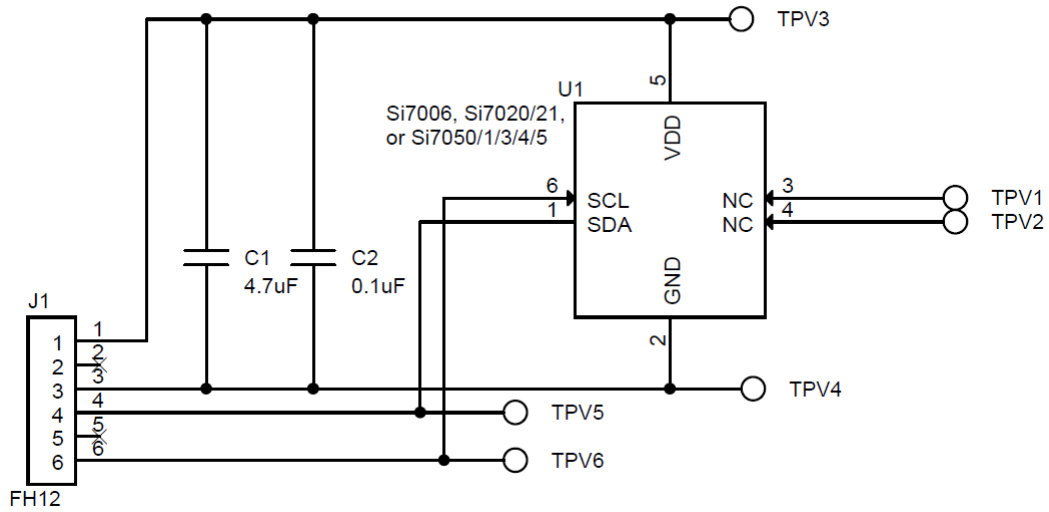 TPV3
5
U1
Si7006, Si7020/21,
or Si7050/1/3/4/5
VDD
6
SCL
1
SDA
NC
3
TPV1
NC
4
TPV2
C1
4.7uF
C2
0.1uF
GND
2
J1
1
1
2
2
3
3
4
4
5
5
6
6
TPV4
TPV5
TPV6
FH12